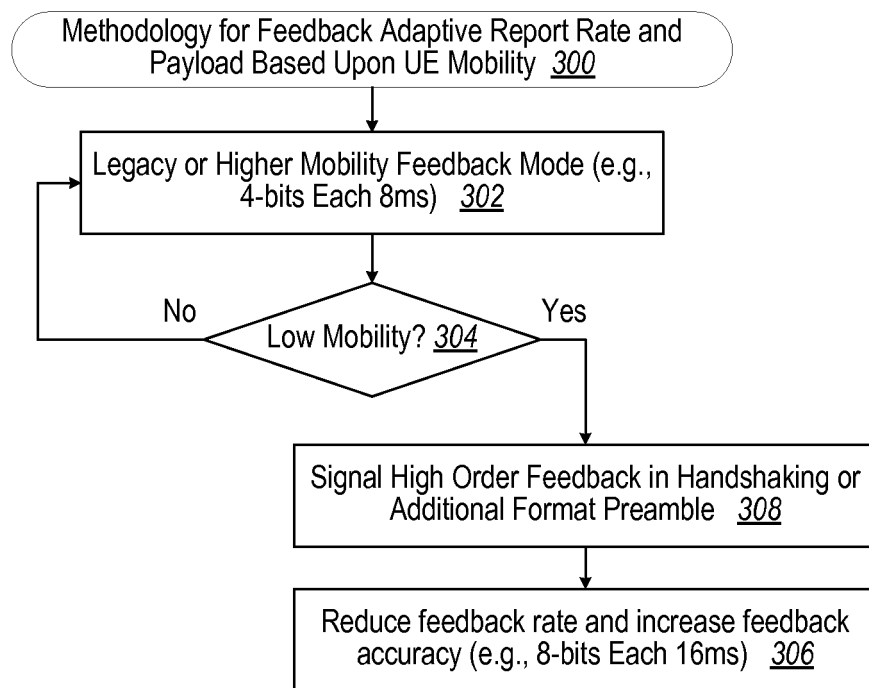 Methodology for Feedback Adaptive Report Rate and
Payload Based Upon UE Mobility 300
Legacy or Higher Mobility Feedback Mode (e.g.,
4-bits Each 8ms) 302
No
Yes
Low Mobility? 304
Signal High Order Feedback in Handshaking or
Additional Format Preamble 308
Reduce feedback rate and increase feedback
accuracy (e.g., 8-bits Each 16ms) 306